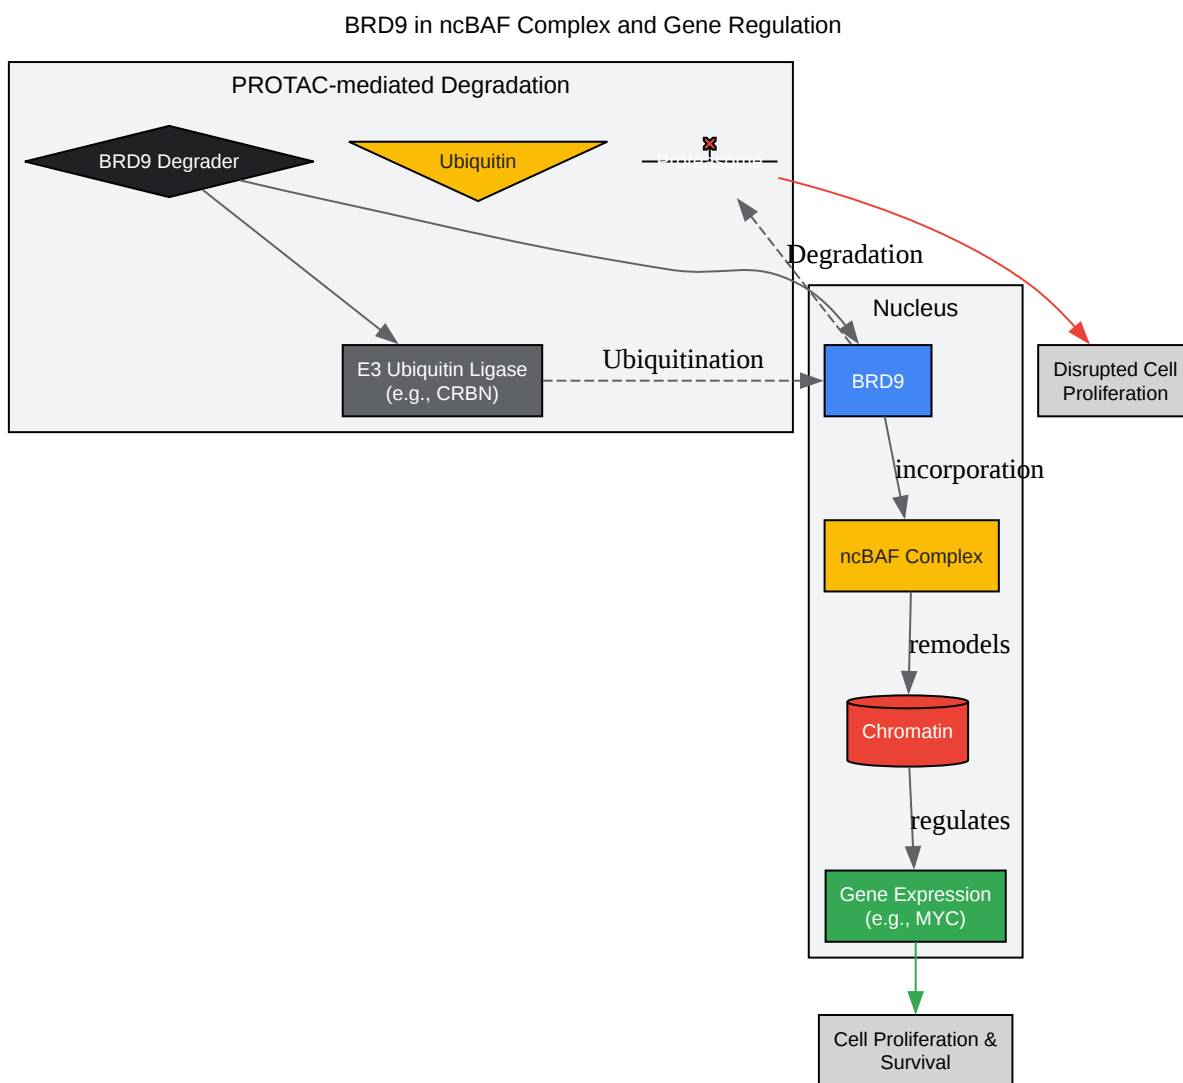 BRD9 in ncBAF Complex and Gene Regulation
PROTAC-mediated Degradation
BRD9 Degrader
Ubiquitin
Degradation
Nucleus
E3 Ubiquitin Ligase
(e.g., CRBN)
Ubiquitination
BRD9
Disrupted Cell
Proliferation
incorporation
ncBAF Complex
remodels
Chromatin
regulates
Gene Expression
(e.g., MYC)
Cell Proliferation &
Survival